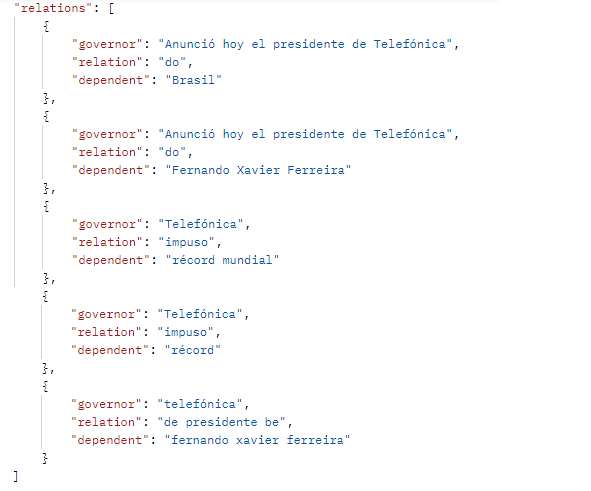 "relations": [
{
"governor": "Anunció hoy el presidente de Telefónica",
"relation": "do",
"dependent": "Brasil"
},
{
"governor": "Anunció hoy el presidente de Telefónica",
"relation": "do",
"dependent": "Fernando Xavier Ferreira"
},
{
"governor": "Telefónica",
"relation": "impuso",
"dependent": "récord mundial"
},
{
"governor": "Telefónica",
"relation": "impuso",
"dependent": "récord"
},
{
"governor": "telefónica",
"relation": "de presidente be",
"dependent": "fernando xavier ferreira"
}
]